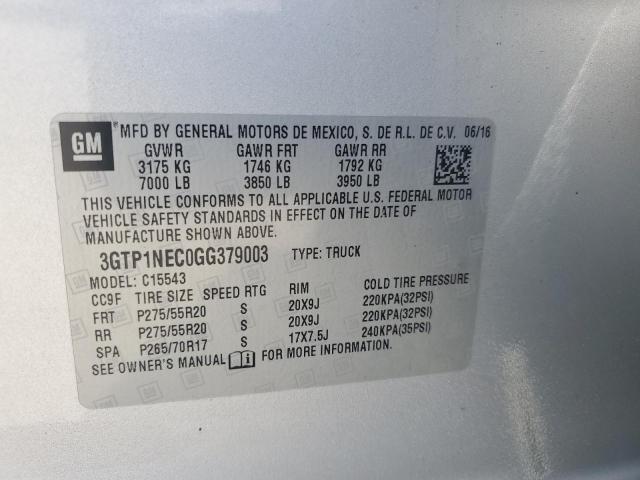 GM ® MFD BY GENERAL MOTORS DE MEXICO, S. DE R.L. DE C.V. 06/16
GVWR GAWR FRT GAWR RR
3175 KG 1746 KG 1792 KG
7000 LB 3850 LB 3950 LB
THIS VEHICLE CONFORMS TO ALL APPLICABLE U.S. FEDERAL MOTOR
VEHICLE SAFETY STANDARDS IN EFFECT ON THE DATE OF
MANUFACTURE SHOWN ABOVE.
3GTP1NEC0GG379003 TYPE: TRUCK
MODEL: C15543
CC9F TIRE SIZE SPEED RTG RIM COLD TIRE PRESSURE
FRT P275/55R20 S 20X9J 220KPA(32PSI)
RR P275/55R20 S 20X9J 220KPA(32PSI)
SPA P265/70R17 S 17X7.5J 240KPA(35PSI)
SEE OWNER'S MANUAL FOR MORE INFORMATION.